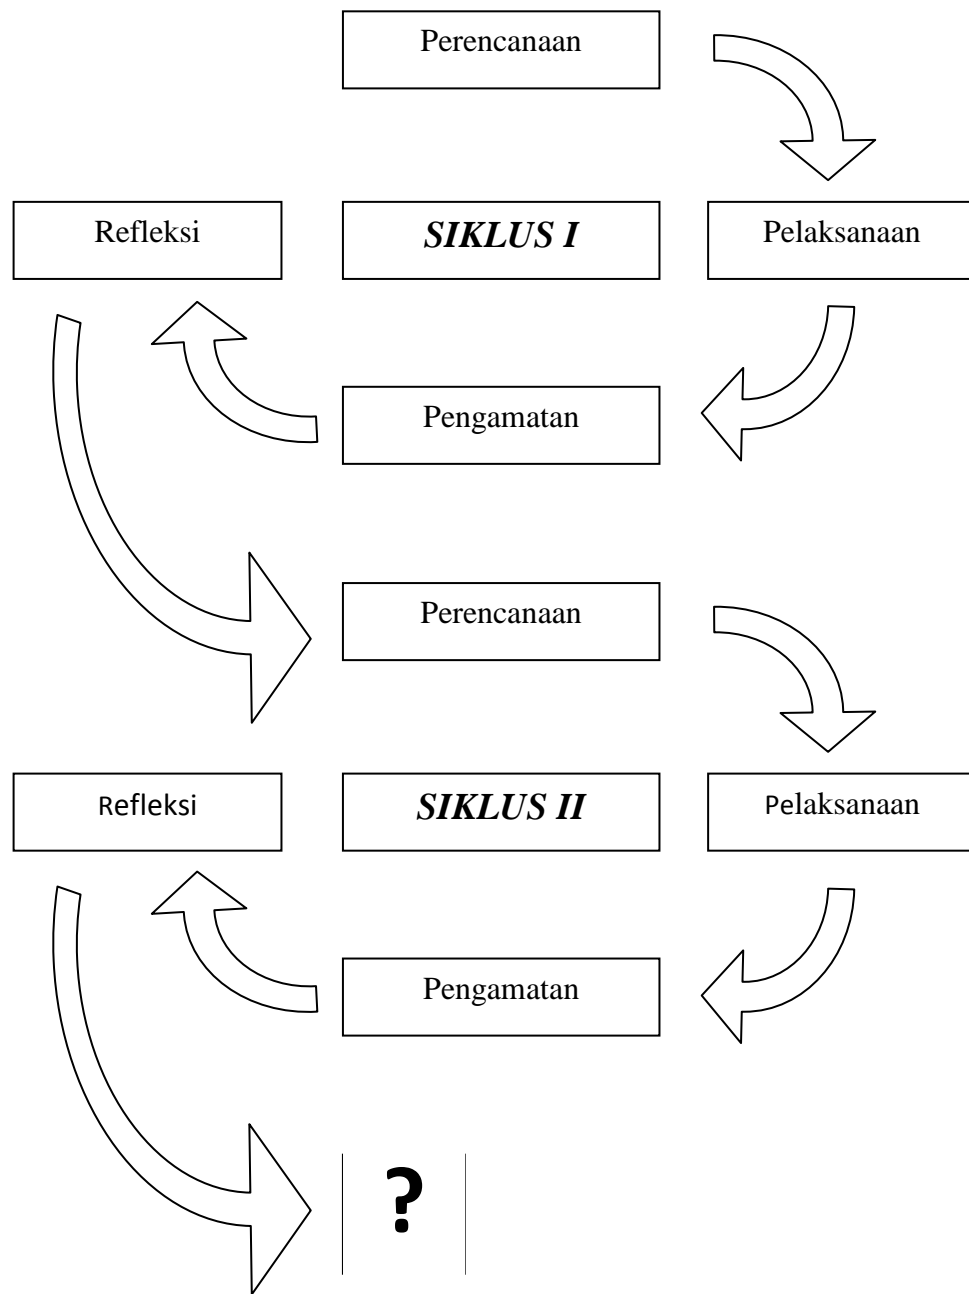 Perencanaan
Refleksi
SIKLUS I
Pelaksanaan
Pengamatan
Perencanaan
Refleksi
SIKLUS II
Pelaksanaan
Pengamatan
?